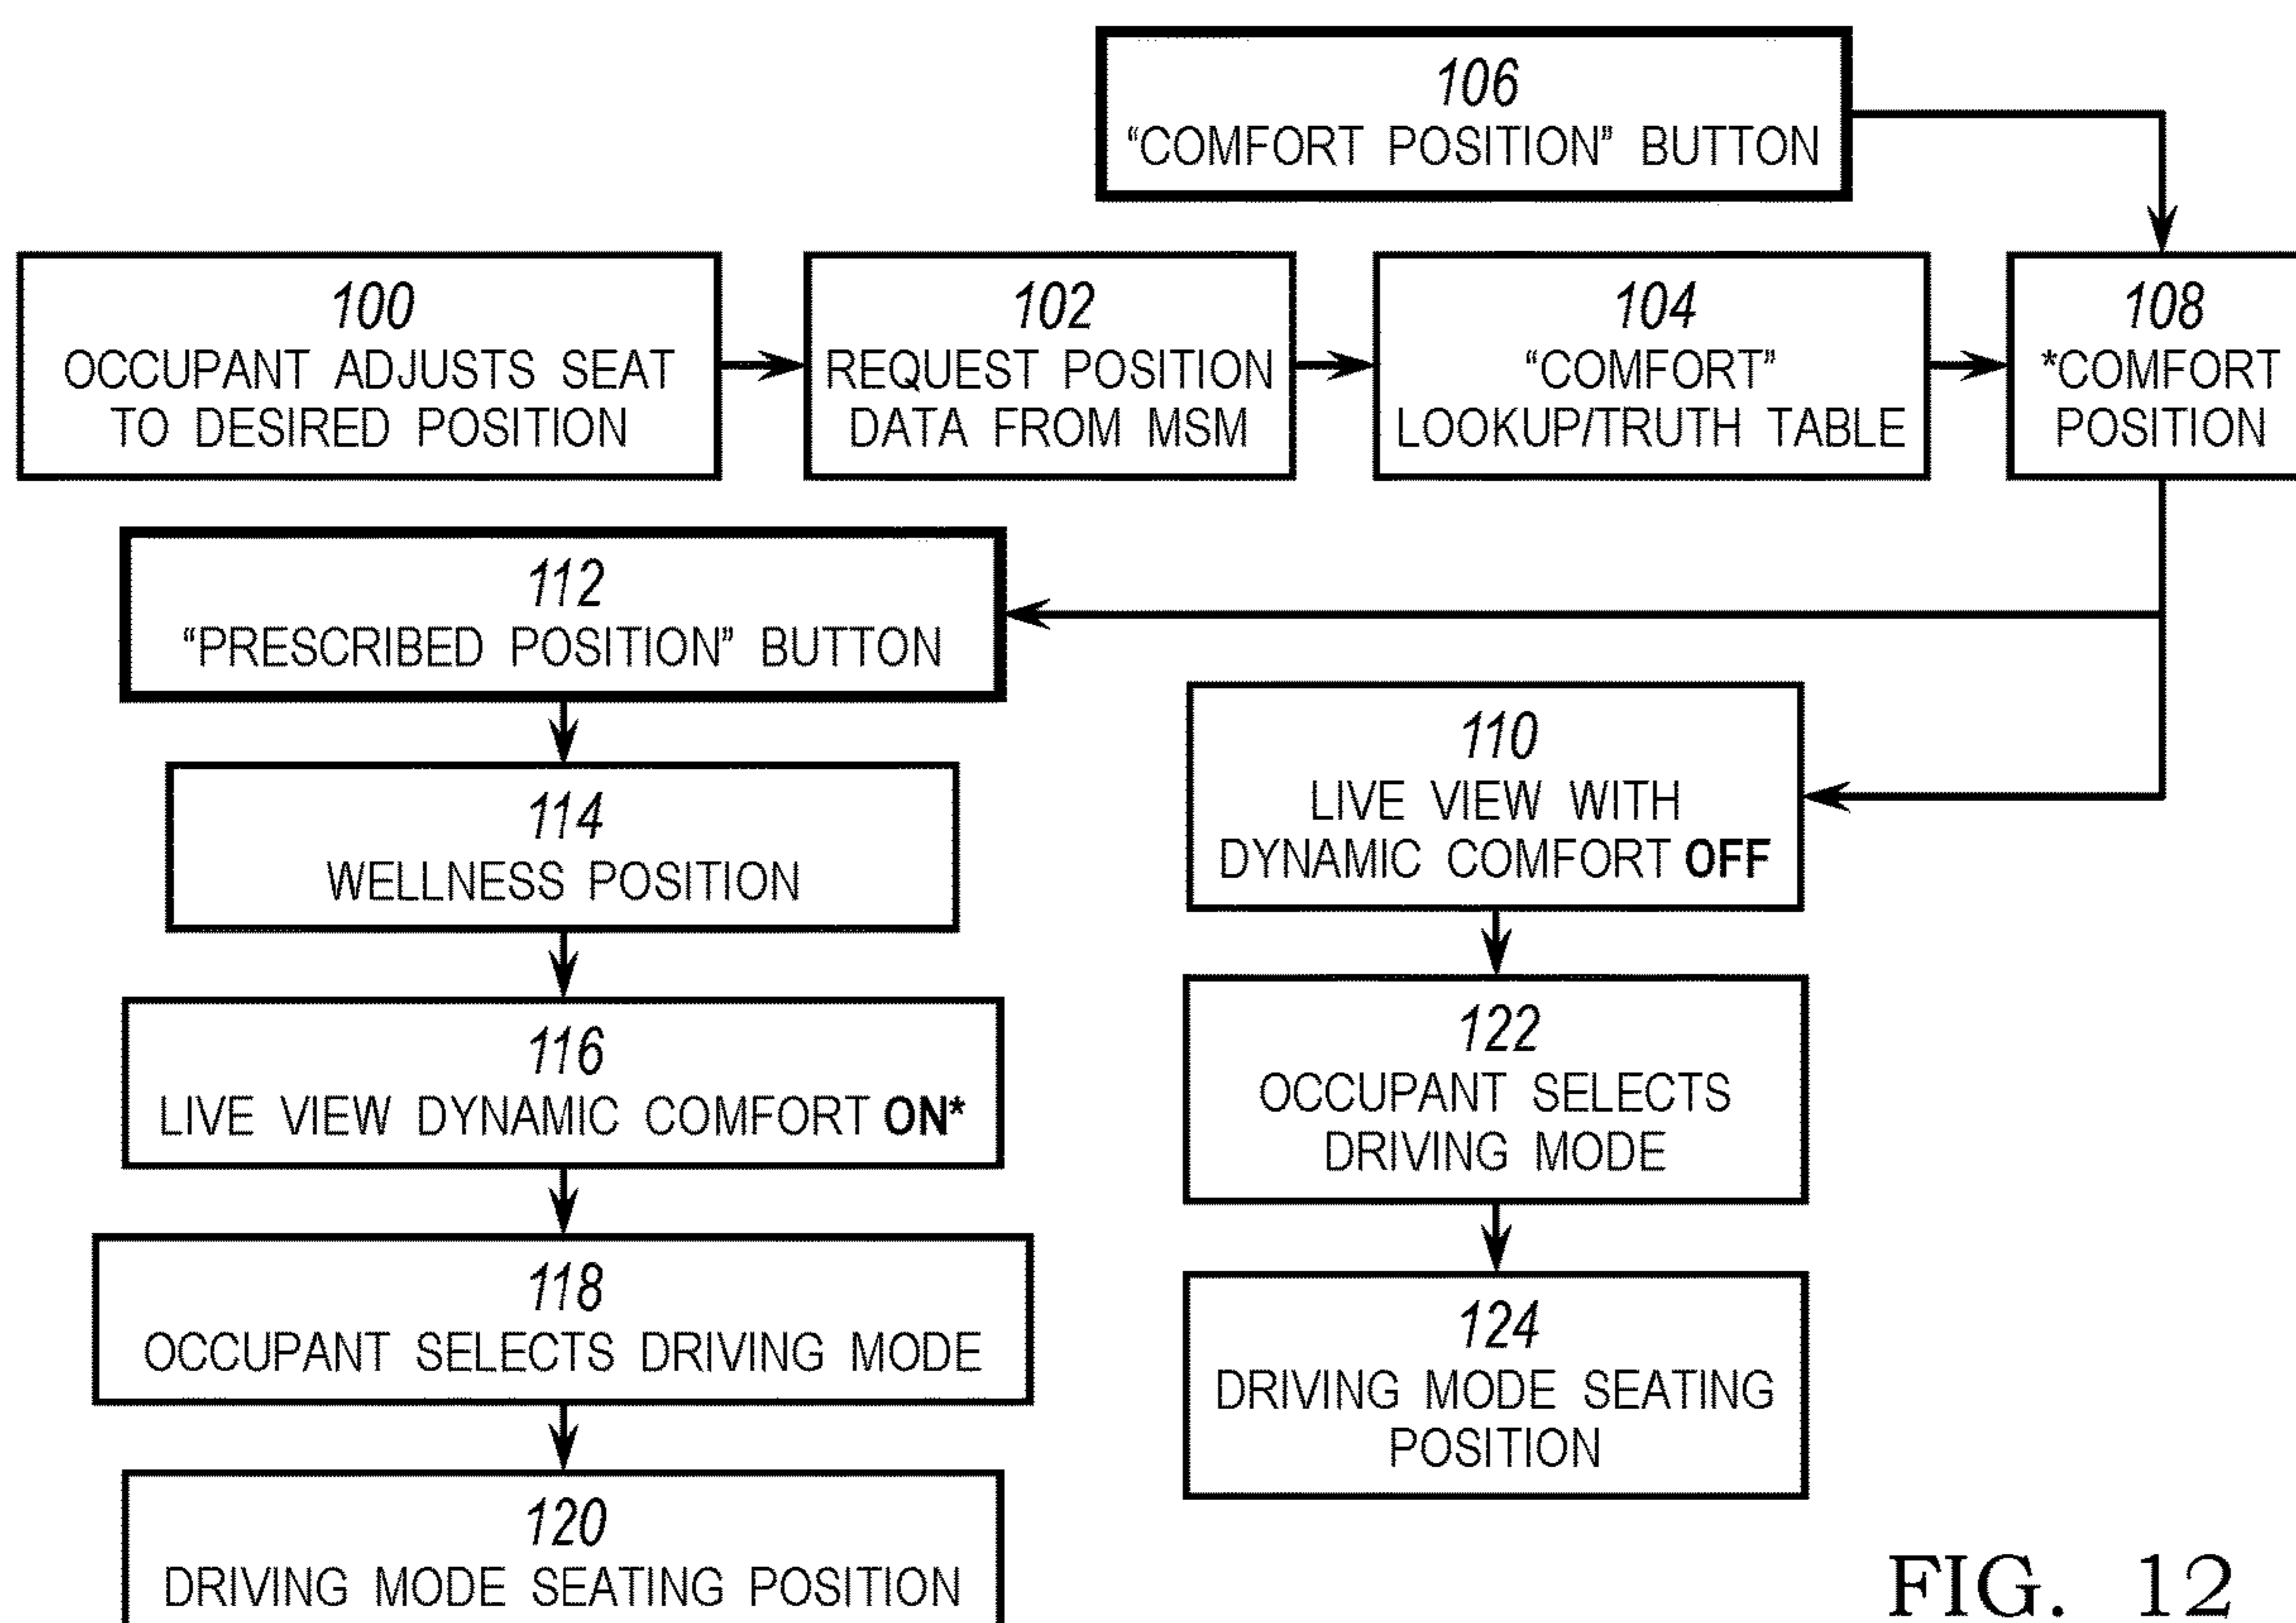 106
“COMFORT POSITION” BUTTON
100
OCCUPANT ADJUSTS SEAT
TO DESIRED POSITION
102
REQUEST POSITION
DATA FROM MSM
104
“COMFORT”
LOOKUP/TRUTH TABLE
108
*COMFORT
POSITION
112
“PRESCRIBED POSITION” BUTTON
110
LIVE VIEW WITH
DYNAMIC COMFORT OFF
114
WELLNESS POSITION
116
LIVE VIEW DYNAMIC COMFORT ON*
122
OCCUPANT SELECTS
DRIVING MODE
118
OCCUPANT SELECTS DRIVING MODE
124
DRIVING MODE SEATING
POSITION
120
DRIVING MODE SEATING POSITION
FIG. 12